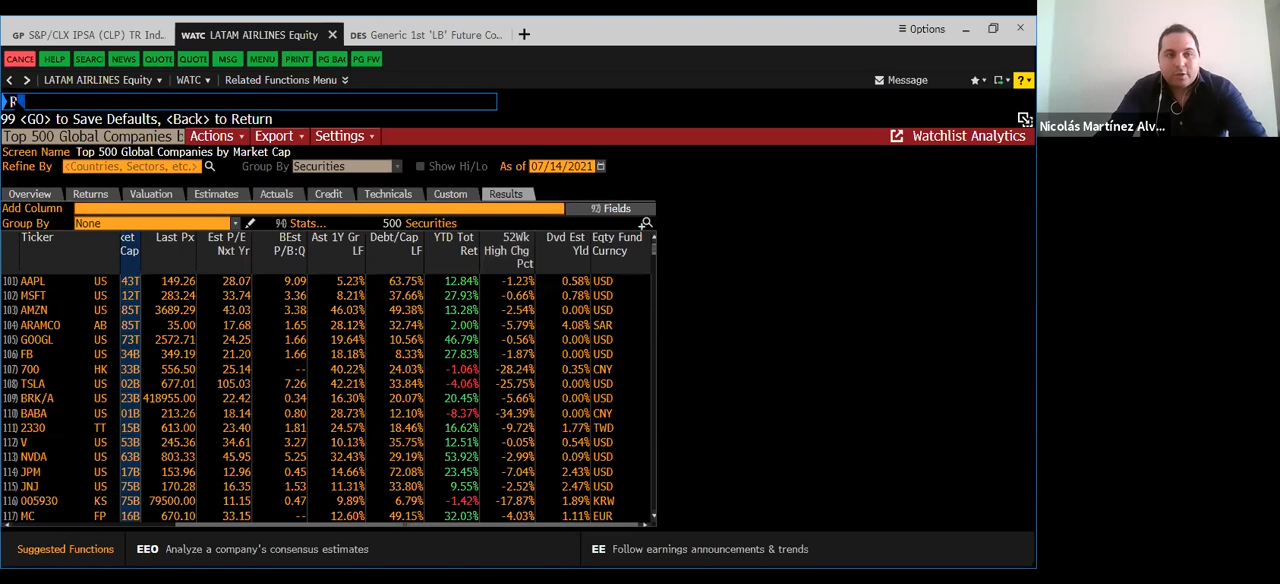 GP S&P/CLX IPSA (CLP) TR Ind... WATC LATAM AIRLINES Equity DES Generic 1st 'LB' Future Co... Options
CANCE HELP SEARC NEWS QUOTE QUOTE MSG MENU PRINT PG BAC PG FW
LATAM AIRLINES Equity WATC Related Functions Menu Message
R
99 <GO> to Save Defaults, <Back> to Return
Top 500 Global Companies b Actions Export Settings Watchlist Analytics
Screen Name Top 500 Global Companies by Market Cap
Refine By <Countries, Sectors, etc.> Group By Securities Show Hi/Lo As of 07/14/2021
Overview Returns Valuation Estimates Actuals Credit Technicals Custom Results
Add Column 92) Fields
Group By None 94) Stats... 500 Securities
Ticker ket Last Px Est P/E BEst Ast 1Y Gr Debt/Cap YTD Tot 52Wk Dvd Est Eqty Fund
Cap Nxt Yr P/B:Q LF LF Ret High Chg Yld Curncy
Pct
101) AAPL US 43T 149.26 28.07 9.09 5.23% 63.75% 12.84% -1.23% 0.58% USD
102) MSFT US 12T 283.24 33.74 3.36 8.21% 37.66% 27.93% -0.66% 0.78% USD
103) AMZN US 85T 3689.29 43.03 3.38 46.03% 49.38% 13.28% -2.54% 0.00% USD
104) ARAMCO AB 85T 35.00 17.68 1.65 28.12% 32.74% 2.00% -5.79% 4.08% SAR
105) GOOGL US 73T 2572.71 24.25 1.66 19.64% 10.56% 46.79% -0.56% 0.00% USD
106) FB US 34B 349.19 21.20 1.66 18.18% 8.33% 27.83% -1.87% 0.00% USD
107) 700 HK 33B 556.50 25.14 -- 40.22% 24.03% -1.06% -28.24% 0.35% CNY
108) TSLA US 02B 677.01 105.03 7.26 42.21% 33.84% -4.06% -25.75% 0.00% USD
109) BRK/A US 23B 418955.00 22.42 0.34 16.30% 20.07% 20.45% -5.66% 0.00% USD
110) BABA US 01B 213.26 18.14 0.80 28.73% 12.10% -8.37% -34.39% 0.00% CNY
111) 2330 TT 15B 613.00 23.40 1.81 24.57% 18.46% 16.62% -9.72% 1.77% TWD
112) V US 53B 245.36 34.61 3.27 10.13% 35.75% 12.51% -0.05% 0.54% USD
113) NVDA US 63B 803.33 45.95 5.25 32.43% 29.19% 53.92% -2.99% 0.09% USD
114) JPM US 17B 153.96 12.96 0.45 14.66% 72.08% 23.45% -7.04% 2.43% USD
115) JNJ US 75B 170.28 16.35 1.53 11.31% 33.80% 9.55% -2.52% 2.47% USD
116) 005930 KS 75B 79500.00 11.15 0.47 9.89% 6.79% -1.42% -17.87% 1.89% KRW
117) MC FP 16B 670.10 33.15 -- 12.60% 49.15% 32.03% -4.03% 1.11% EUR
Suggested Functions EEO Analyze a company's consensus estimates EE Follow earnings announcements & trends
Nicolás Martínez Alv...